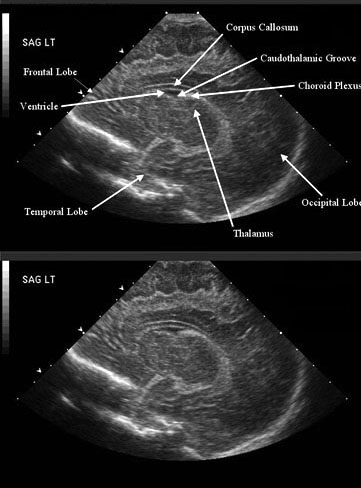 Corpus Callosum
SAG LT
Caudothalamic Groove
Frontal Lobe
Choroid Plexus
Ventricle
Occipital Lobe
Temporal Lobe
Thalamus
SAG LT